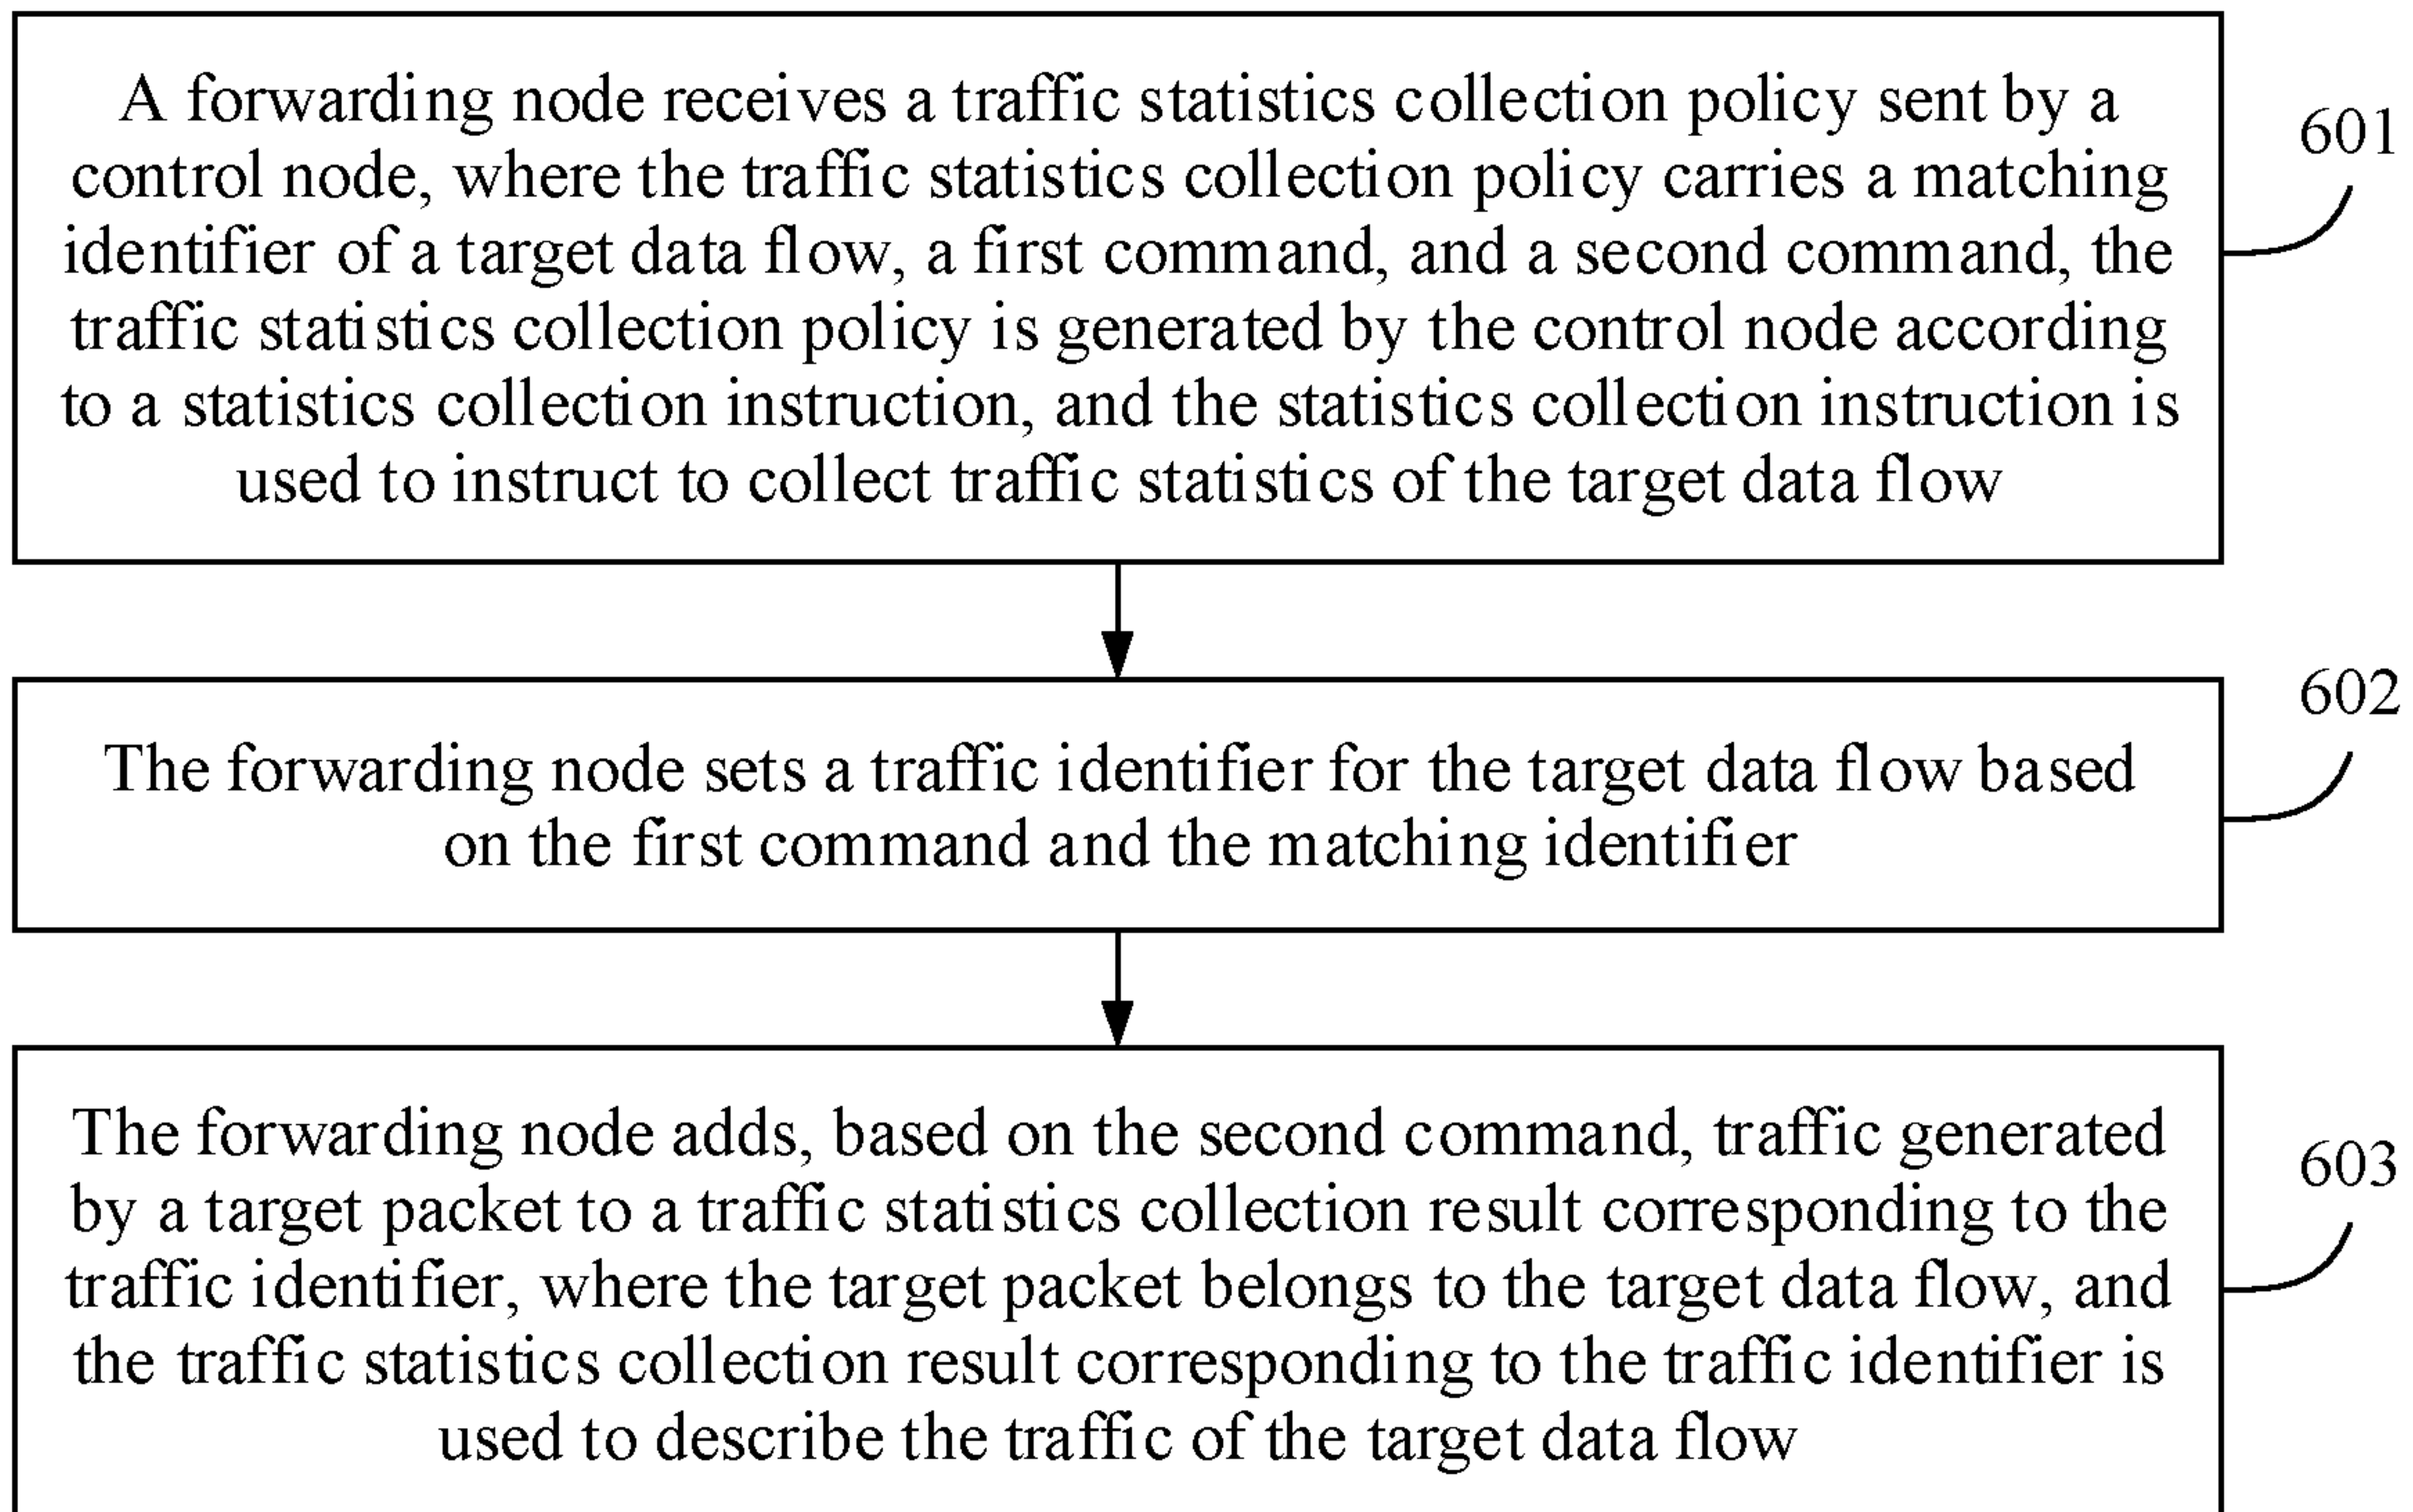 A forwarding node receives a traffic statistics collection policy sent by a
control node, where the traffic statistics collection policy carries a matching
identifier of a target data flow, a first command, and a second command, the
traffic statistics collection policy is generated by the control node according
to a statistics collection instruction, and the statistics collection instruction is
used to instruct to collect traffic statistics of the target data flow
601
The forwarding node sets a traffic identifier for the target data flow based
on the first command and the matching identifier
602
The forwarding node adds, based on the second command, traffic generated
by a target packet to a traffic statistics collection result corresponding to the
traffic identifier, where the target packet belongs to the target data flow, and
the traffic statistics collection result corresponding to the traffic identifier is
used to describe the traffic of the target data flow
603